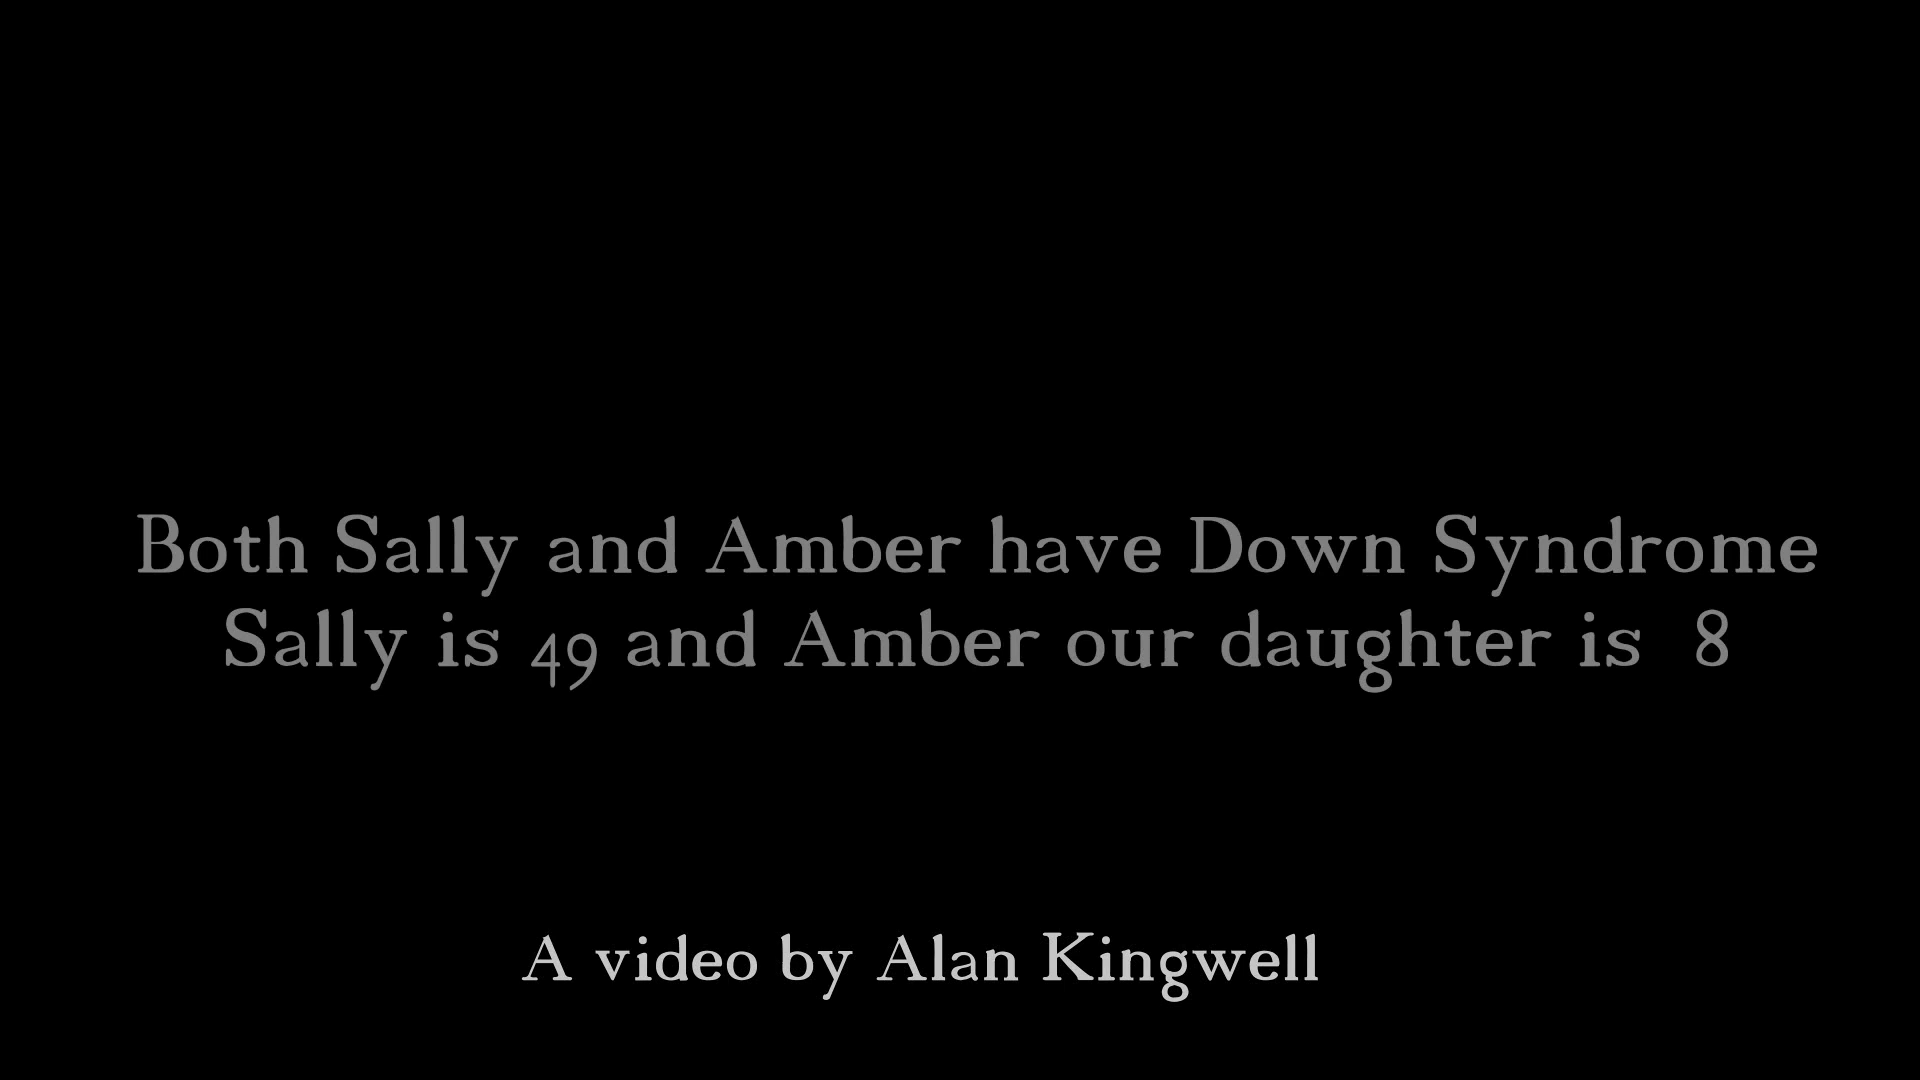 Both Sally and Amber have Down Syndrome
Sally is 49 and Amber our daughter is 8
A video by Alan Kingwell